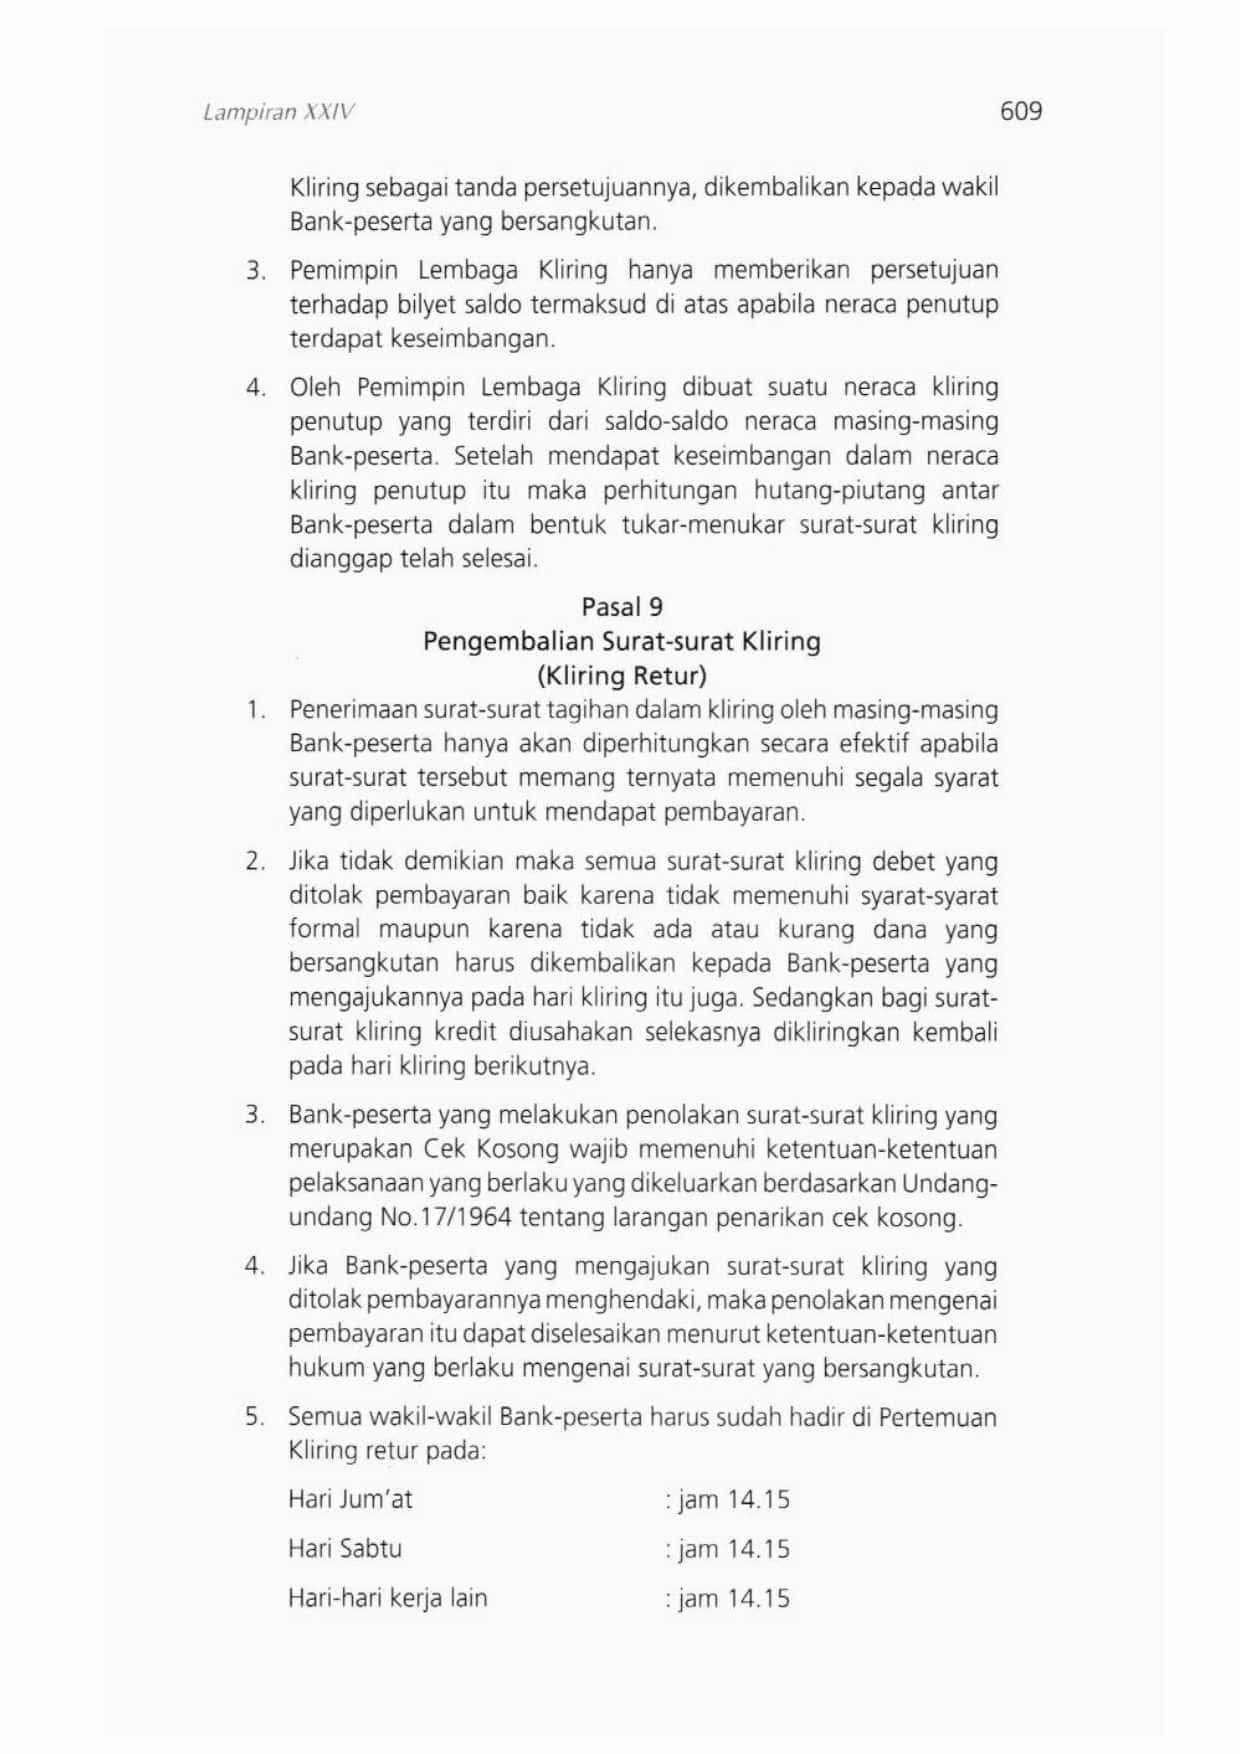 Lampiran XXIV 609
Kliring sebagai tanda persetujuannya, dikembalikan kepada wakil
Bank-peserta yang bersangkutan.
3. Pemimpin Lembaga Kliring hanya memberikan persetujuan
terhadap bilyet saldo termaksud di atas apabila neraca penutup
terdapat keseimbangan.
4. Oleh Pemimpin Lembaga Kliring dibuat suatu neraca kliring
penutup yang terdiri dari saldo-saldo neraca masing-masing
Bank-peserta. Setelah mendapat keseimbangan dalam neraca
kliring penutup itu maka perhitungan hutang-piutang antar
Bank-peserta dalam bentuk tukar-menukar surat-surat kliring
dianggap telah selesai.
Pasal 9
Pengembalian Surat-surat Kliring
(Kliring Retur)
1. Penerimaan surat-surat tagihan dalam kliring oleh masing-masing
Bank-peserta hanya akan diperhitungkan secara efektif apabila
surat-surat tersebut memang ternyata memenuhi segala syarat
yang diperlukan untuk mendapat pembayaran.
2. Jika tidak demikian maka semua surat-surat kliring debet yang
ditolak pembayaran baik karena tidak memenuhi syarat-syarat
formal maupun karena tidak ada atau kurang dana yang
bersangkutan harus dikembalikan kepada Bank-peserta yang
mengajukannya pada hari kliring itu juga. Sedangkan bagi surat-
surat kliring kredit diusahakan selekasnya dikliringkan kembali
pada hari kliring berikutnya.
3. Bank-peserta yang melakukan penolakan surat-surat kliring yang
merupakan Cek Kosong wajib memenuhi ketentuan-ketentuan
pelaksanaan yang berlaku yang dikeluarkan berdasarkan Undang-
undang No.17/1964 tentang larangan penarikan cek kosong.
4. Jika Bank-peserta yang mengajukan surat-surat kliring yang
ditolak pembayarannya menghendaki, maka penolakan mengenai
pembayaran itu dapat diselesaikan menurut ketentuan-ketentuan
hukum yang berlaku mengenai surat-surat yang bersangkutan.
5. Semua wakil-wakil Bank-peserta harus sudah hadir di Pertemuan
Kliring retur pada:
Hari Jum'at : jam 14.15
Hari Sabtu : jam 14.15
Hari-hari kerja lain : jam 14.15